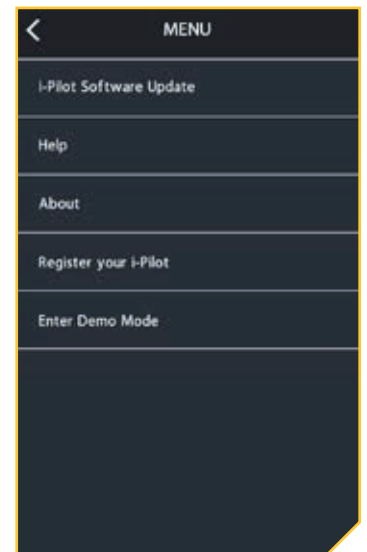 MENU
i-Pilot Software Update
Help
About
Register your i-Pilot
Enter Demo Mode